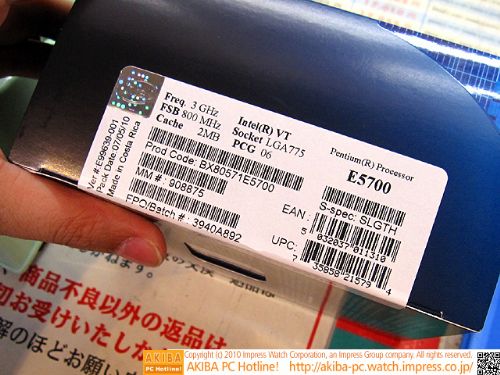 Freq. 3 GHz
FSB 800 MHz
Cache 2MB
Intel(R) VT
Socket LGA775
PCG 06
Pentium(R) Processor
E5700
Ver #:E99639-001
Pack Date:07/05/10
Made in Costa Rica
Prod Code: BX80571E5700
MM# : 908875
FPO/Batch# : 3940A892
S-spec: SLGTH
EAN :
5 032037 011310
UPC:
7 35858 21579 4
商品不良以外の返品は
お受けいたし
解のほどお願い
AKIBA PC Hotline!
Copyright (c) 2010 Impress Watch Corporation, an Impress Group company. All rights reserved.
AKIBA PC Hotline! http://akiba-pc.watch.impress.co.jp/